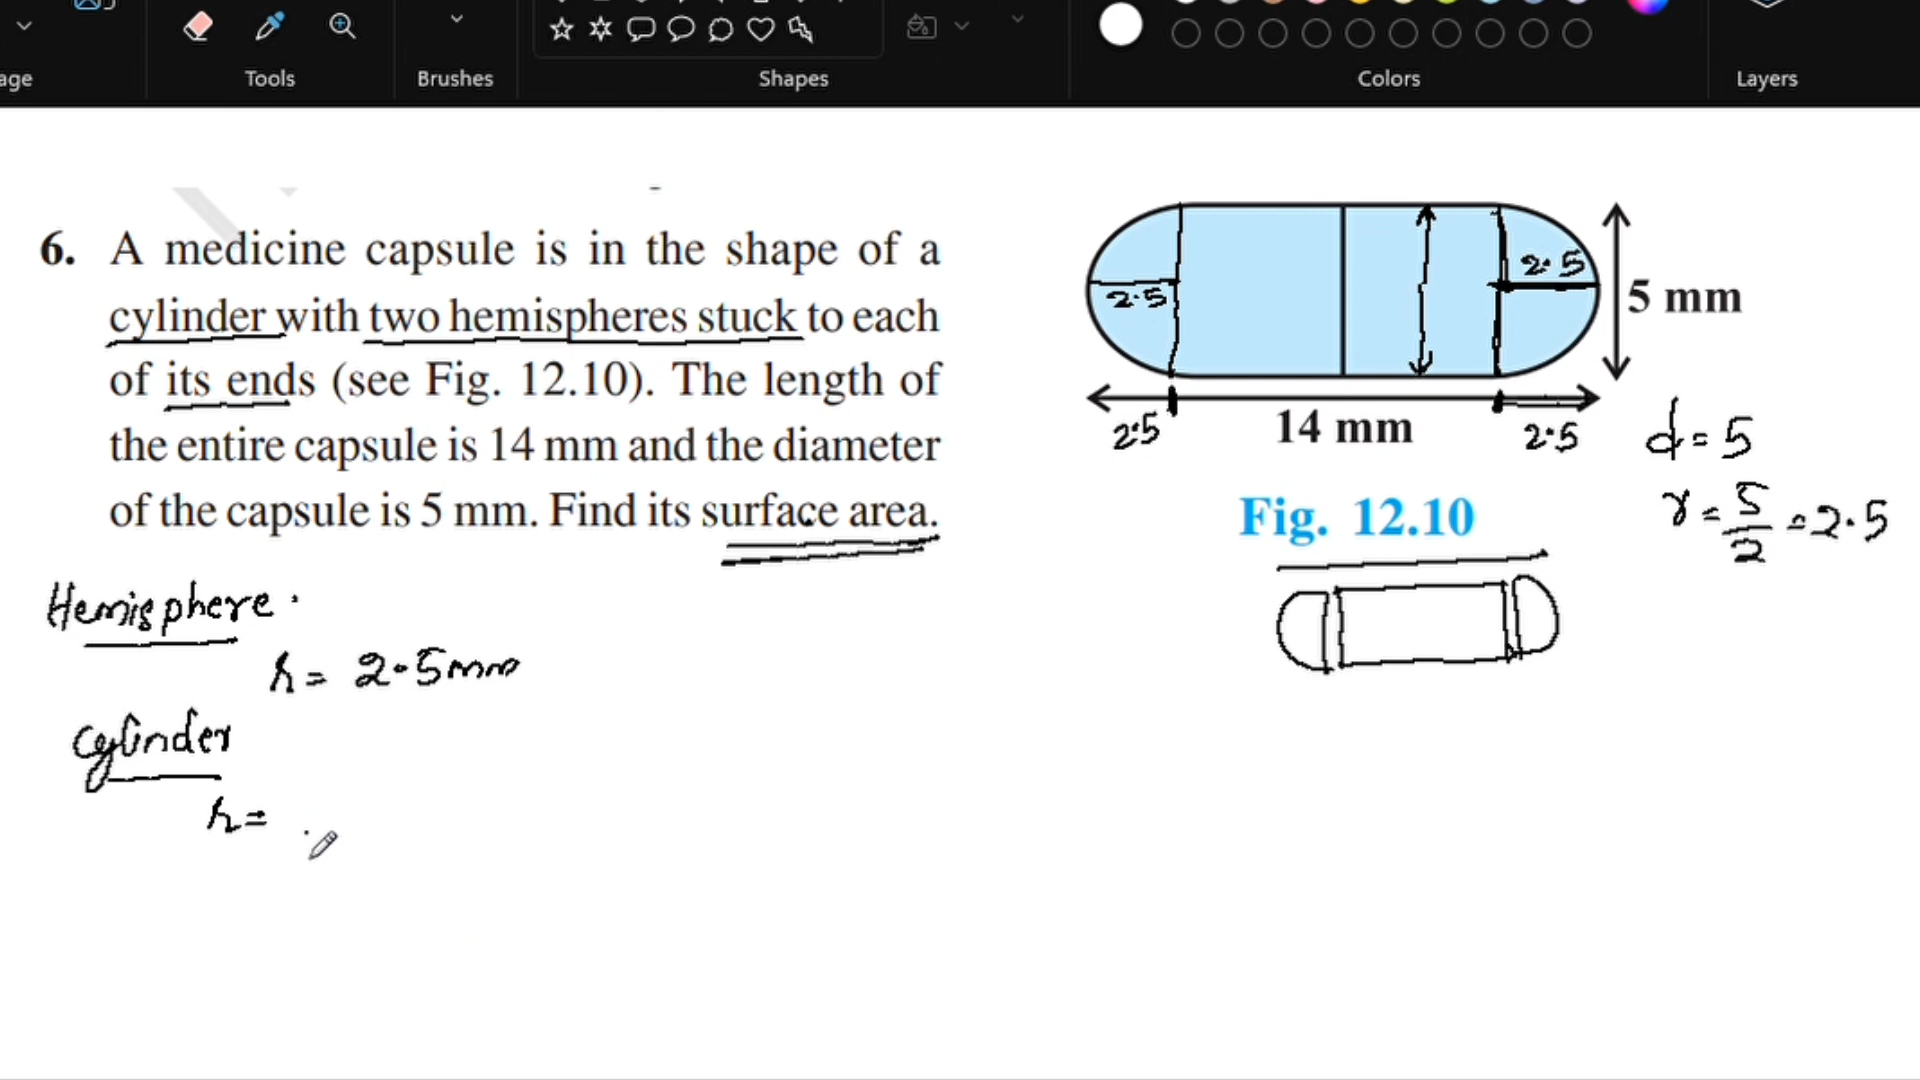 age
Tools
Brushes
Shapes
Colors
Layers
6. A medicine capsule is in the shape of a
cylinder with two hemispheres stuck to each
of its ends (see Fig. 12.10). The length of
the entire capsule is 14 mm and the diameter
of the capsule is 5 mm. Find its surface area.
2.5
2.5
5 mm
2.5
14 mm
2.5
Fig. 12.10
d = 5
r = 5/2 = 2.5
Hemisphere.
h = 2.5mm
Cylinder
h =